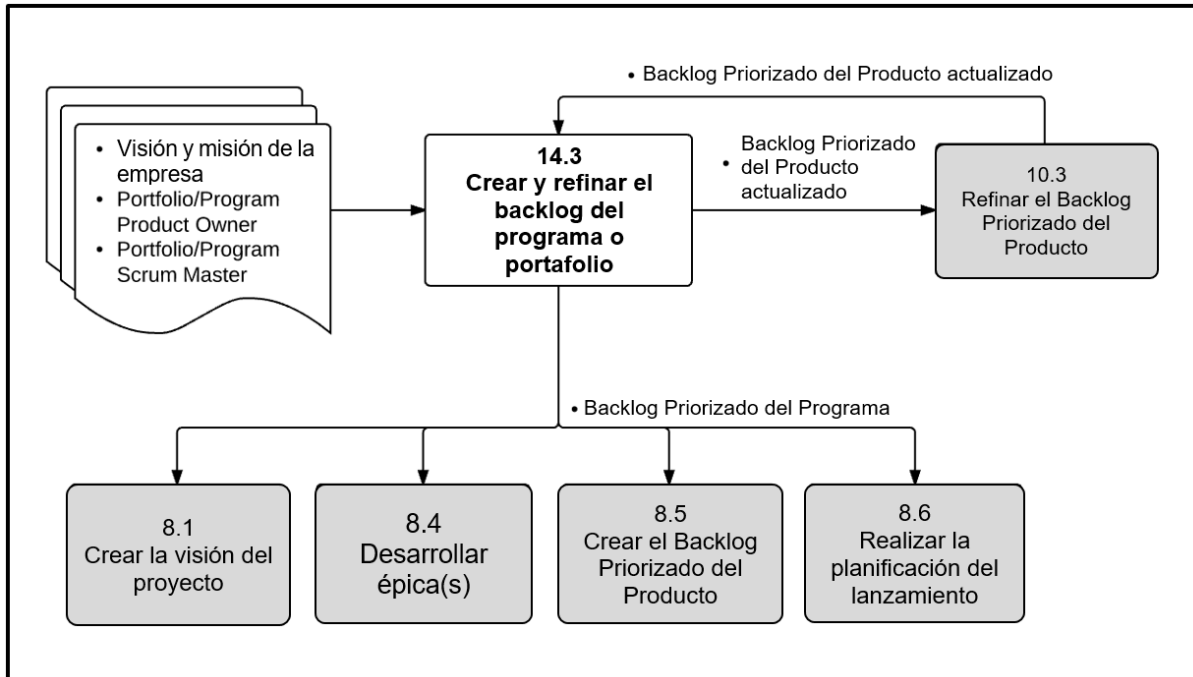 • Backlog Priorizado del Producto actualizado
• Visión y misión de la
empresa
• Portfolio/Program
Product Owner
• Portfolio/Program
Scrum Master
14.3
Crear y refinar el
backlog del
programa o
portafolio
Backlog Priorizado
• del Producto
actualizado
10.3
Refinar el Backlog
Priorizado del
Producto
• Backlog Priorizado del Programa
8.1
Crear la visión del
proyecto
8.4
Desarrollar
épica(s)
8.5
Crear el Backlog
Priorizado del
Producto
8.6
Realizar la
planificación del
lanzamiento